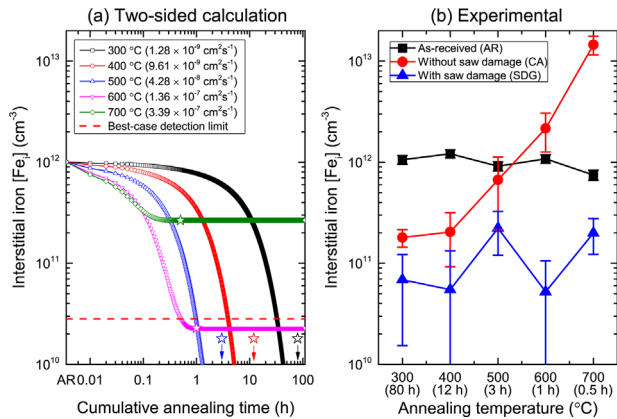 (a) Two-sided calculation
Interstitial iron [Feᵢ] (cm⁻³)
10¹³
10¹²
10¹¹
10¹⁰
300 °C (1.28 × 10⁻⁹ cm²s⁻¹)
400 °C (9.61 × 10⁻⁹ cm²s⁻¹)
500 °C (4.28 × 10⁻⁸ cm²s⁻¹)
600 °C (1.36 × 10⁻⁷ cm²s⁻¹)
700 °C (3.39 × 10⁻⁷ cm²s⁻¹)
Best-case detection limit
AR 0.01 0.1 1 10 100
Cumulative annealing time (h)
(b) Experimental
Interstitial iron [Feᵢ] (cm⁻³)
10¹³
10¹²
10¹¹
10¹⁰
As-received (AR)
Without saw damage (CA)
With saw damage (SDG)
300 400 500 600 700
(80 h) (12 h) (3 h) (1 h) (0.5 h)
Annealing temperature (°C)